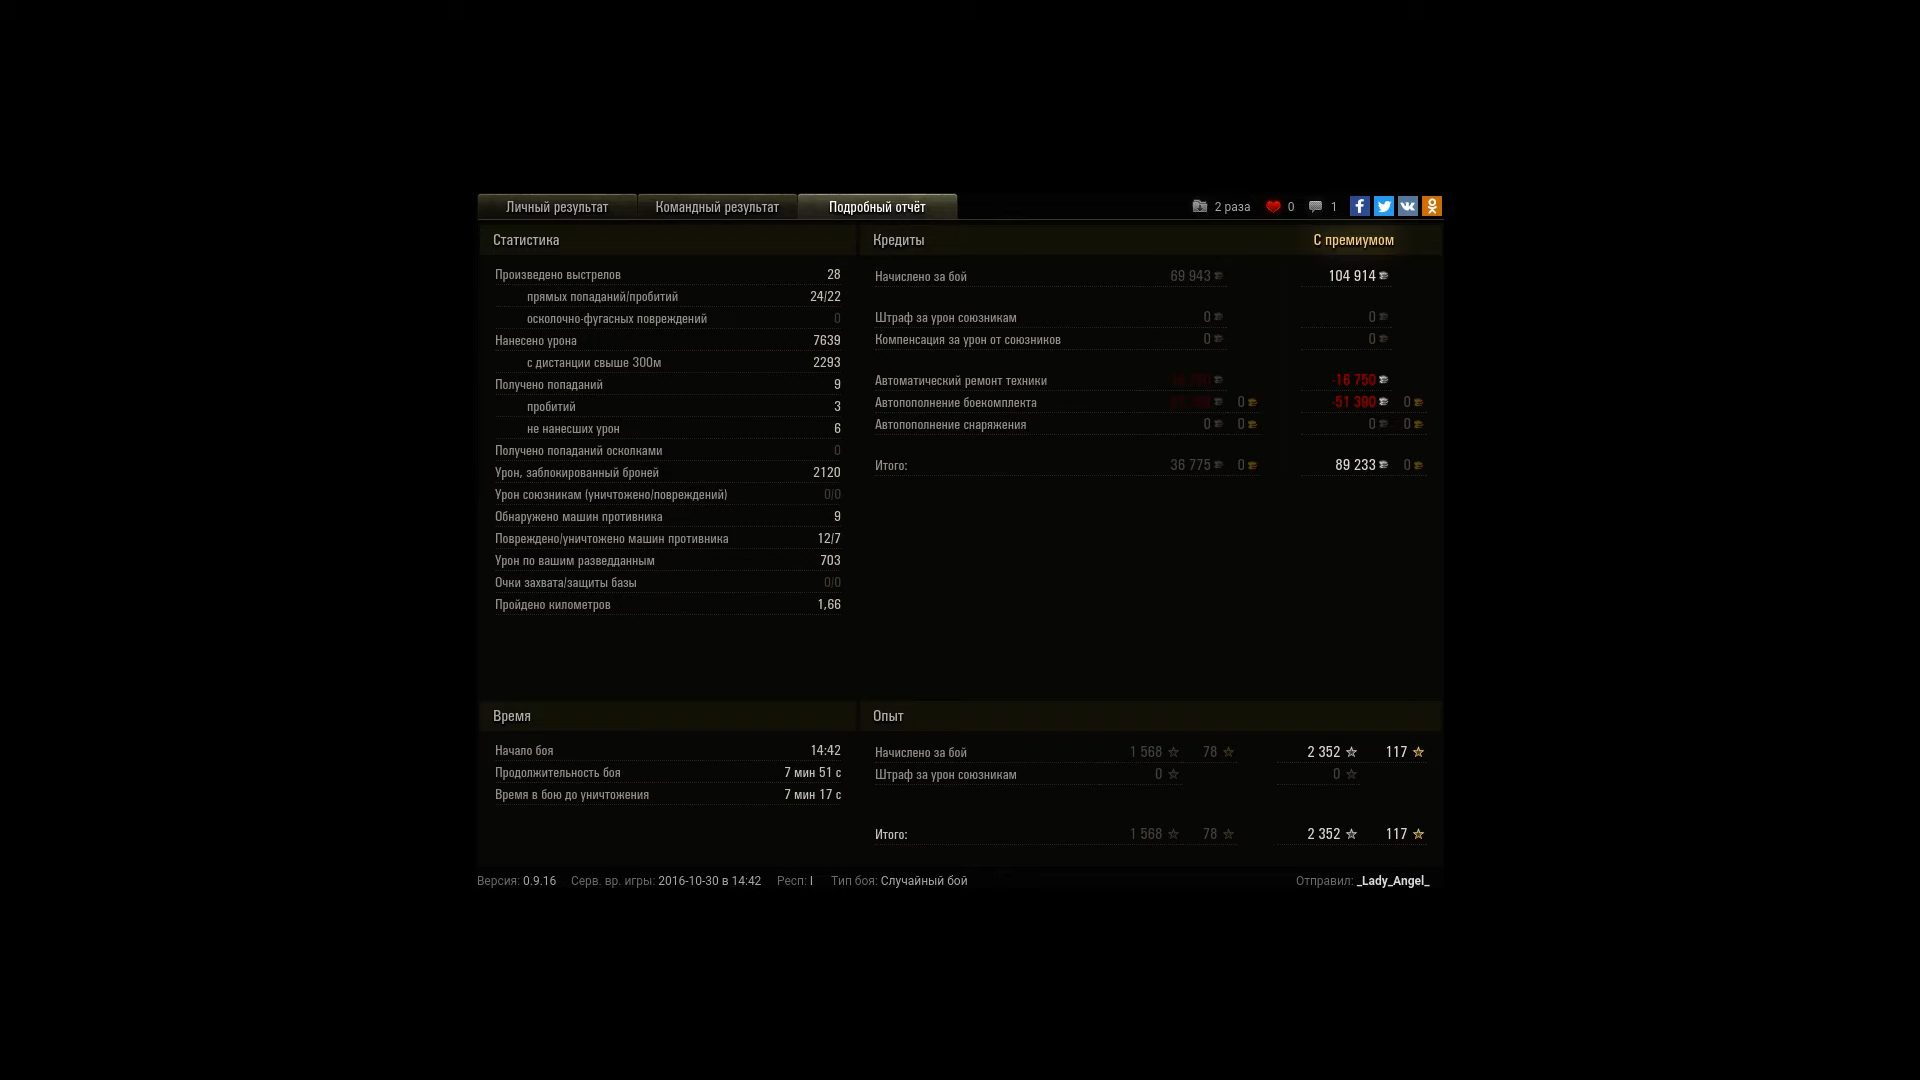 Личный результат Командный результат Подробный отчёт 2 раза 0 1
Статистика
Произведено выстрелов 28
прямых попаданий/пробитий 24/22
осколочно-фугасных повреждений 0
Нанесено урона 7639
с дистанции свыше 300м 2293
Получено попаданий 9
пробитий 3
не нанесших урон 6
Получено попаданий осколками 0
Урон, заблокированный броней 2120
Урон союзникам (уничтожено/повреждений) 0/0
Обнаружено машин противника 9
Повреждено/уничтожено машин противника 12/7
Урон по вашим разведданным 703
Очки захвата/защиты базы 0/0
Пройдено километров 1,66
Кредиты С премиумом
Начислено за бой 69 943 104 914
Штраф за урон союзникам 0 0
Компенсация за урон от союзников 0 0
Автоматический ремонт техники -16 750
Автопополнение боекомплекта 0 -51 390 0
Автопополнение снаряжения 0 0 0 0
Итого: 36 775 0 89 233 0
Время
Начало боя 14:42
Продолжительность боя 7 мин 51 с
Время в бою до уничтожения 7 мин 17 с
Опыт
Начислено за бой 1 568 78 2 352 117
Штраф за урон союзникам 0 0
Итого: 1 568 78 2 352 117
Версия: 0.9.16 Серв. вр. игры: 2016-10-30 в 14:42 Респ: I Тип боя: Случайный бой Отправил: _Lady_Angel_